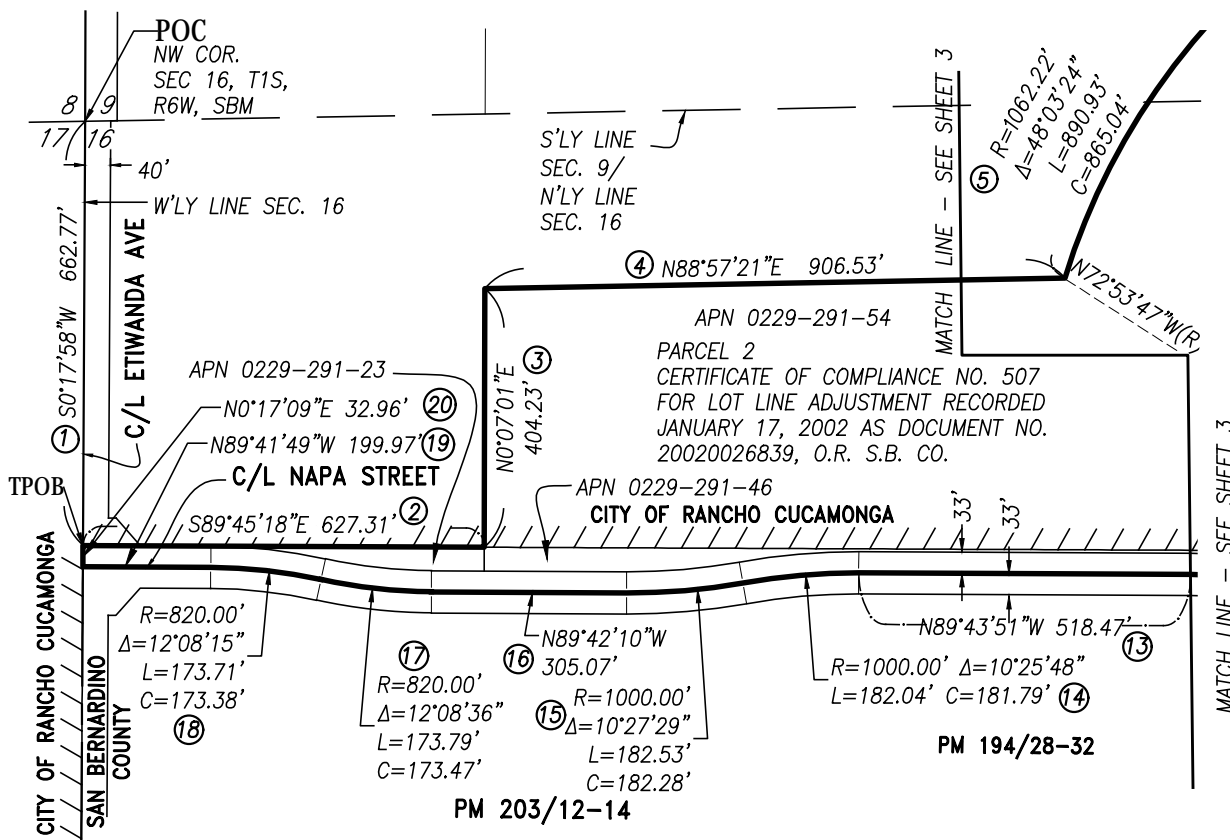 POC
NW COR.
SEC 16, T1S,
R6W, SBM
8 9
17 16
40'
W'LY LINE SEC. 16
S0°17'58"W 662.77'
①
C/L ETIWANDA AVE
S'LY LINE
SEC. 9/
N'LY LINE
SEC. 16
MATCH LINE - SEE SHEET 3
⑤ R=1062.22'
Δ=48°03'24"
L=890.93'
C=865.04'
④ N88°57'21"E 906.53'
N72°53'47"W(R
APN 0229-291-54
PARCEL 2
CERTIFICATE OF COMPLIANCE NO. 507
FOR LOT LINE ADJUSTMENT RECORDED
JANUARY 17, 2002 AS DOCUMENT NO.
20020026839, O.R. S.B. CO.
N0°07'01"E ③
404.23'
APN 0229-291-23
N0°17'09"E 32.96' ⑳
N89°41'49"W 199.97' ⑲
C/L NAPA STREET
TPOB
S89°45'18"E 627.31' ②
APN 0229-291-46
CITY OF RANCHO CUCAMONGA
33'
33'
MATCH LINE - SEE SHEET 3
CITY OF RANCHO CUCAMONGA
SAN BERNARDINO
COUNTY
R=820.00'
Δ=12°08'15"
L=173.71'
C=173.38'
⑱
⑰
R=820.00'
Δ=12°08'36"
L=173.79'
C=173.47'
⑯ N89°42'10"W
305.07'
R=1000.00'
⑮ Δ=10°27'29"
L=182.53'
C=182.28'
N89°43'51"W 518.47'
⑬
R=1000.00' Δ=10°25'48"
L=182.04' C=181.79' ⑭
PM 194/28-32
PM 203/12-14